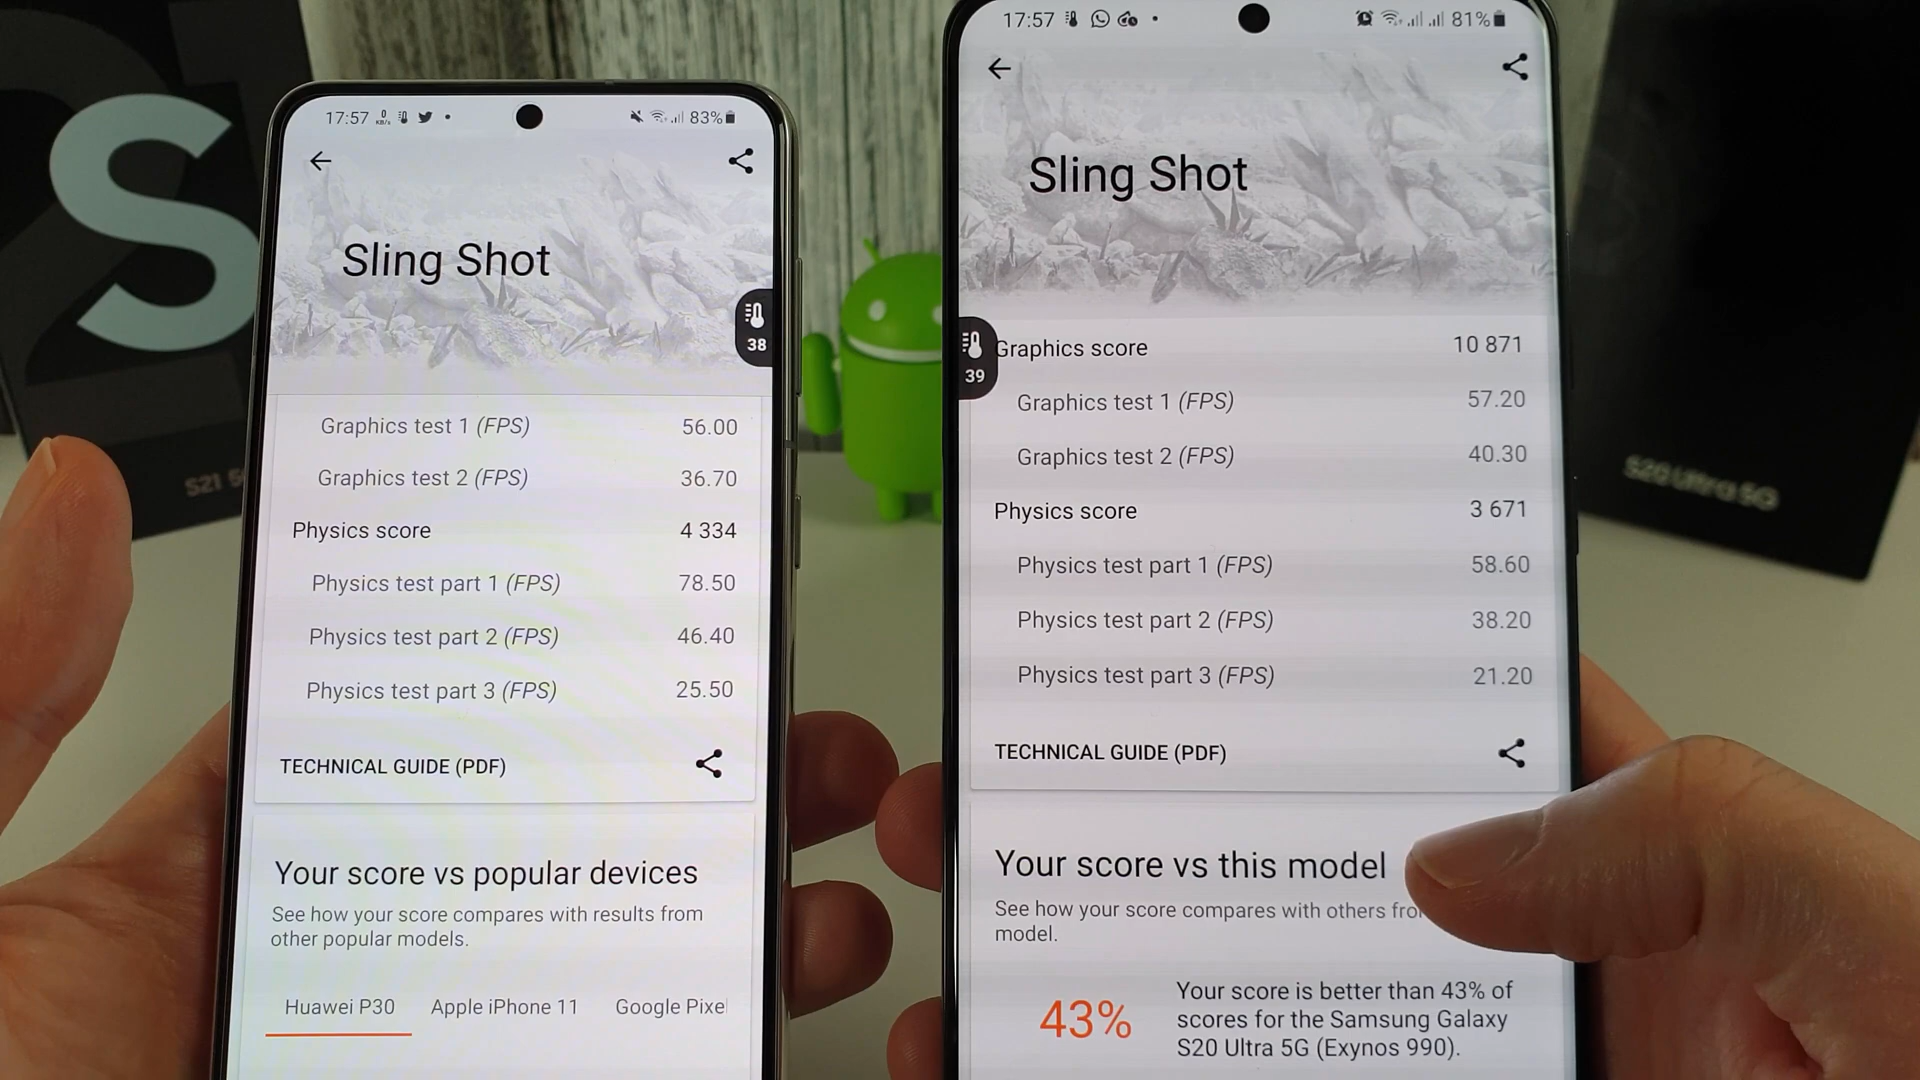 S
21
S21 5
17:57 83%
Sling Shot
38
Graphics test 1 (FPS) 56.00
Graphics test 2 (FPS) 36.70
Physics score 4 334
Physics test part 1 (FPS) 78.50
Physics test part 2 (FPS) 46.40
Physics test part 3 (FPS) 25.50
TECHNICAL GUIDE (PDF)
Your score vs popular devices
See how your score compares with results from
other popular models.
Huawei P30 Apple iPhone 11 Google Pixel
17:57 81%
Sling Shot
39
Graphics score 10 871
Graphics test 1 (FPS) 57.20
Graphics test 2 (FPS) 40.30
Physics score 3 671
Physics test part 1 (FPS) 58.60
Physics test part 2 (FPS) 38.20
Physics test part 3 (FPS) 21.20
TECHNICAL GUIDE (PDF)
Your score vs this model
See how your score compares with others fro
model.
43%
Your score is better than 43% of
scores for the Samsung Galaxy
S20 Ultra 5G (Exynos 990).
S20 Ultra 5G